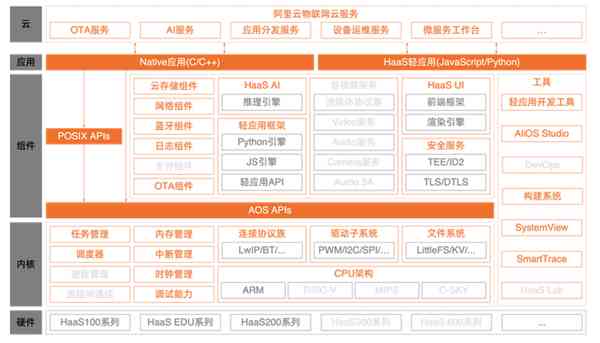 云
阿里云物联网云服务
OTA服务
AI服务
应用分发服务
设备运维服务
微服务工作台
...
应用
Native应用(C/C++)
HaaS轻应用(JavaScript/Python)
组件
POSIX APIs
云存储组件
网络组件
蓝牙组件
日志组件
OTA组件
HaaS AI
推理引擎
轻应用框架
Python引擎
JS引擎
轻应用API
音视频服务
流媒体协议族
Video服务
Audio服务
Camera服务
Audio 3A
HaaS UI
前端框架
渲染引擎
安全服务
TEE/ID2
TLS/DTLS
工具
轻应用开发工具
AliOS Studio
DevOps
构建系统
SystemView
SmartTrace
HaaS Lab
AOS APIs
内核
任务管理
内存管理
调度器
中断管理
进程管理
时钟管理
进程间通信
调试能力
连接协议族
LwIP/BT/...
驱动子系统
PWM/I2C/SPI/...
文件系统
LittleFS/KV/...
CPU架构
ARM
RISC-V
MIPS
C-SKY
硬件
HaaS100系列
HaaS EDU系列
HaaS200系列
HaaS300系列
HaaS 600系列
...